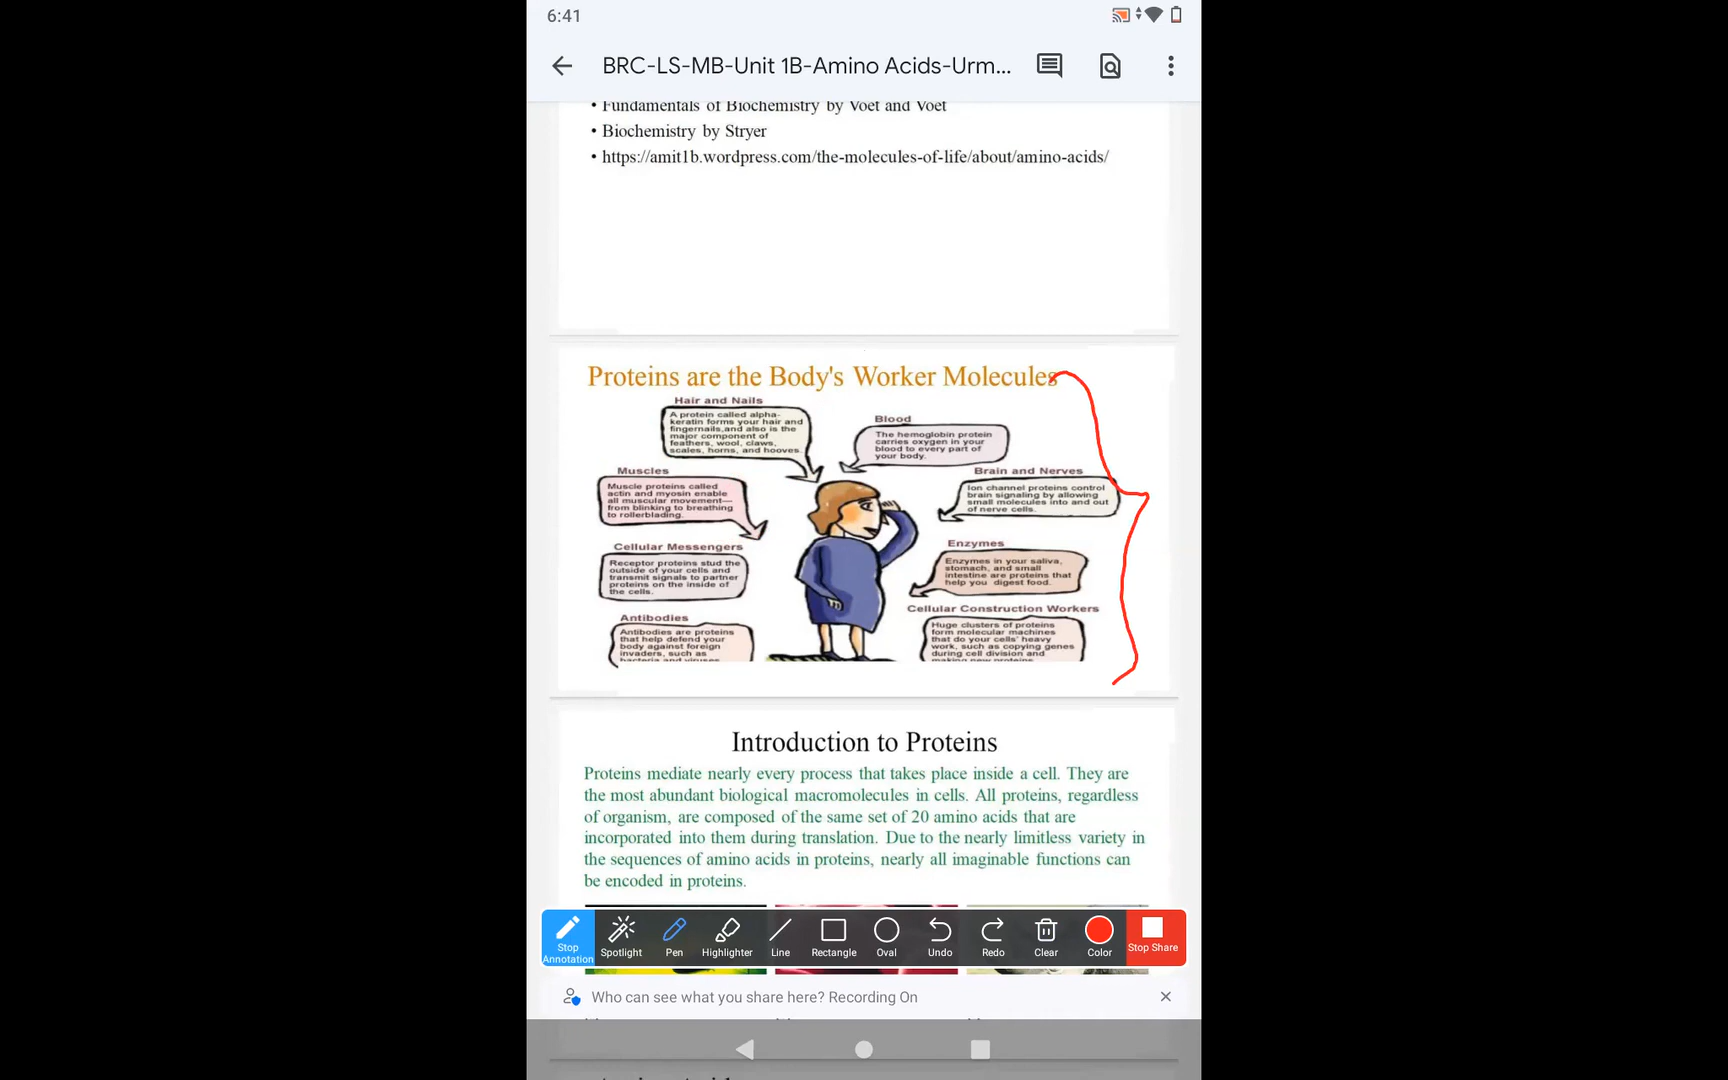 6:41
BRC-LS-MB-Unit 1B-Amino Acids-Urm...
• Fundamentals of Biochemistry by Voet and Voet
• Biochemistry by Stryer
• https://amit1b.wordpress.com/the-molecules-of-life/about/amino-acids/
Proteins are the Body's Worker Molecules
Hair and Nails
A protein called alpha-
keratin forms your hair and
fingernails,and also is the
major component of
feathers, wool, claws,
scales, horns, and hooves.
Blood
The hemoglobin protein
carries oxygen in your
blood to every part of
your body.
Muscles
Muscle proteins called
actin and myosin enable
all muscular movement—
from blinking to breathing
to rollerblading.
Brain and Nerves
Ion channel proteins control
brain signaling by allowing
small molecules into and out
of nerve cells.
Cellular Messengers
Receptor proteins stud the
outside of your cells and
transmit signals to partner
proteins on the inside of
the cells.
Enzymes
Enzymes in your saliva,
stomach, and small
intestine are proteins that
help you digest food.
Antibodies
Antibodies are proteins
that help defend your
body against foreign
invaders, such as
bacteria and viruses
Cellular Construction Workers
Huge clusters of proteins
form molecular machines
that do your cells' heavy
work, such as copying genes
during cell division and
making new proteins
Introduction to Proteins
Proteins mediate nearly every process that takes place inside a cell. They are
the most abundant biological macromolecules in cells. All proteins, regardless
of organism, are composed of the same set of 20 amino acids that are
incorporated into them during translation. Due to the nearly limitless variety in
the sequences of amino acids in proteins, nearly all imaginable functions can
be encoded in proteins.
Stop Annotation
Spotlight
Pen
Highlighter
Line
Rectangle
Oval
Undo
Redo
Clear
Color
Stop Share
Who can see what you share here? Recording On